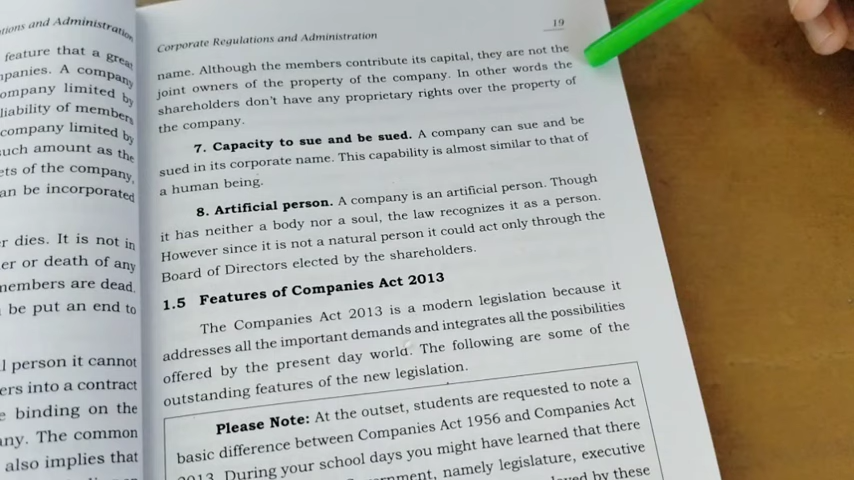 tions and Administration
feature that a great
mpanies. A company
ompany limited by
liability of members
company limited by
such amount as the
ets of the company,
an be incorporated
r dies. It is not in
er or death of any
members are dead.
be put an end to
l person it cannot
ers into a contract
e binding on the
any. The common
also implies that
Corporate Regulations and Administration
19
name. Although the members contribute its capital, they are not the
joint owners of the property of the company. In other words the
shareholders don't have any proprietary rights over the property of
the company.
7. Capacity to sue and be sued. A company can sue and be
sued in its corporate name. This capability is almost similar to that of
a human being.
8. Artificial person. A company is an artificial person. Though
it has neither a body nor a soul, the law recognizes it as a person.
However since it is not a natural person it could act only through the
Board of Directors elected by the shareholders.
1.5 Features of Companies Act 2013
The Companies Act 2013 is a modern legislation because it
addresses all the important demands and integrates all the possibilities
offered by the present day world. The following are some of the
outstanding features of the new legislation.
Please Note: At the outset, students are requested to note a
basic difference between Companies Act 1956 and Companies Act
2013. During your school days you might have learned that there
namely legislature, executive
by these